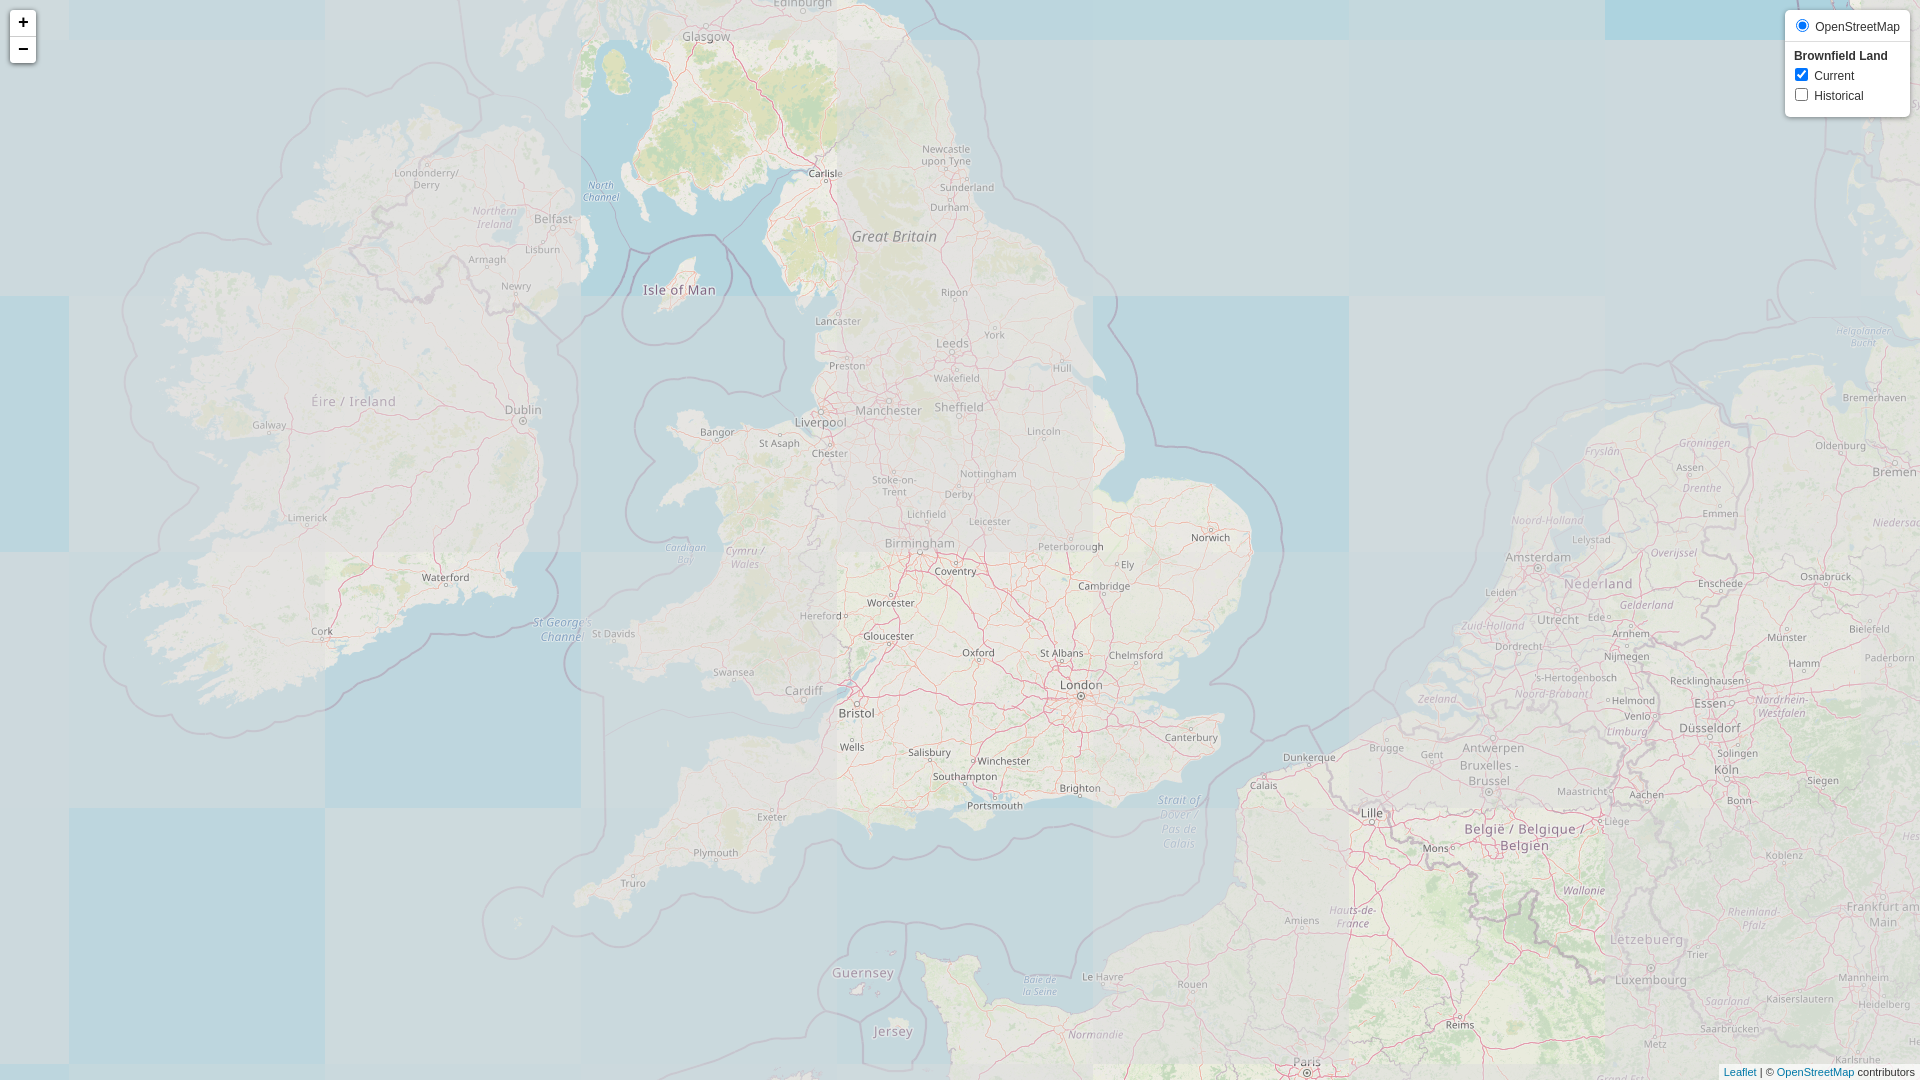 +
−
OpenStreetMap
Brownfield Land
Current
Historical
Edinburgh
Glasgow
Newcastle
upon Tyne
Londonderry/
Derry
Carlisle
North
Channel
Sunderland
Durham
Northern
Ireland
Belfast
Great Britain
Lisburn
Armagh
Newry
Isle of Man
Ripon
Lancaster
York
Helgoländer
Bucht
Leeds
Preston
Hull
Wakefield
Éire / Ireland
Dublin
Manchester
Sheffield
Liverpool
Bremerhaven
Galway
Bangor
St Asaph
Lincoln
Chester
Groningen
Oldenburg
Fryslân
Assen
Bremen
Stoke-on-
Trent
Nottingham
Derby
Drenthe
Limerick
Lichfield
Leicester
Emmen
Noord-Holland
Niedersac
Norwich
Lelystad
Birmingham
Peterborough
Cardigan
Bay
Cymru /
Wales
Amsterdam
Overijssel
Ely
Coventry
Waterford
Cambridge
Nederland
Enschede
Osnabrück
Leiden
Worcester
Gelderland
Hereford
Utrecht
Ede
St George's
Channel
Cork
St Davids
Gloucester
Zuid-Holland
Arnhem
Münster
Bielefeld
Dordrecht
Oxford
St Albans
Chelmsford
Nijmegen
Hamm
Paderborn
Swansea
London
's-Hertogenbosch
Recklinghausen
Cardiff
Zeeland
Noord-Brabant
Helmond
Essen
Nordrhein-
Westfalen
Bristol
Venlo
Limburg
Düsseldorf
Canterbury
Wells
Salisbury
Brugge
Gent
Antwerpen
Solingen
Winchester
Dunkerque
Bruxelles -
Brussel
Köln
Southampton
Calais
Brighton
Maastricht
Aachen
Siegen
Portsmouth
Strait of
Dover /
Pas de
Calais
Bonn
Exeter
Lille
België / Belgique /
Belgien
Liège
Mons
Plymouth
Koblenz
Truro
Wallonie
Hauts-de-
France
Amiens
Rheinland-
Pfalz
Frankfurt am
Main
Lëtzebuerg
Trier
Guernsey
Le Havre
Baie de
la Seine
Rouen
Luxembourg
Mannheim
Saarland
Kaiserslautern
Heidelberg
Jersey
Normandie
Reims
Saarbrücken
Metz
Paris
Karlsruhe
Grand Est
Leaflet | © OpenStreetMap contributors